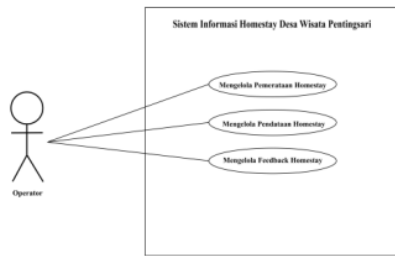 Sistem Informasi Homestay Desa Wisata Pentingsari
Mengelola Pemerataan Homestay
Mengelola Pendataan Homestay
Mengelola Feedback Homestay
Operator